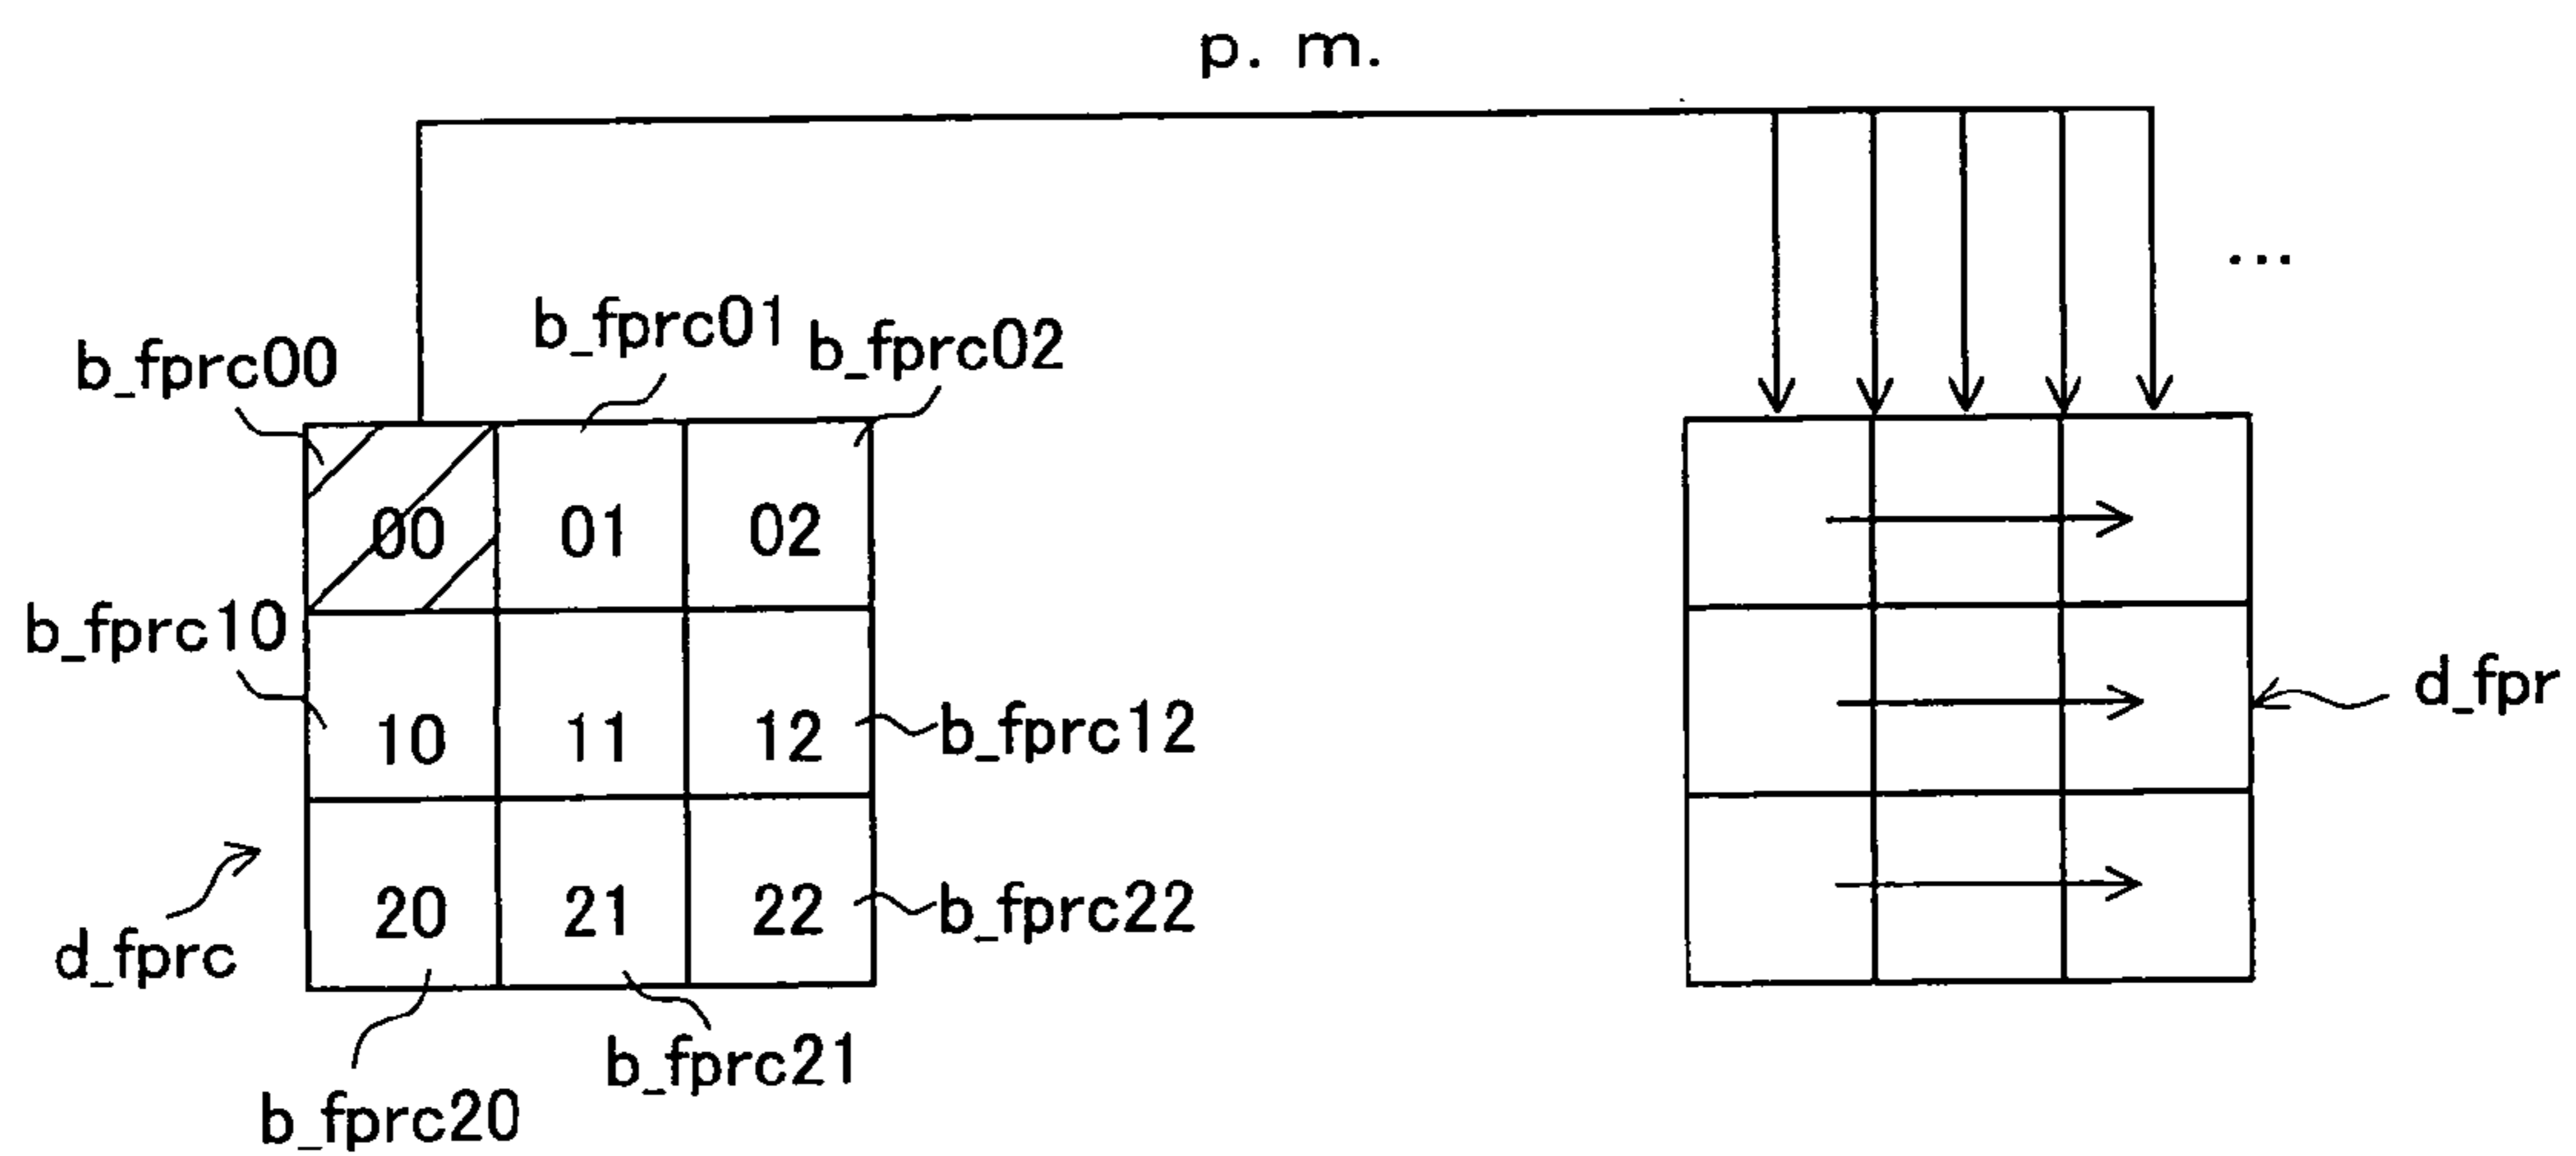 p. m.
...
b_fprc00
b_fprc01
b_fprc02
00 01 02
b_fprc10
10 11 12
b_fprc12
d_fpr
20 21 22
b_fprc22
d_fprc
b_fprc21
b_fprc20